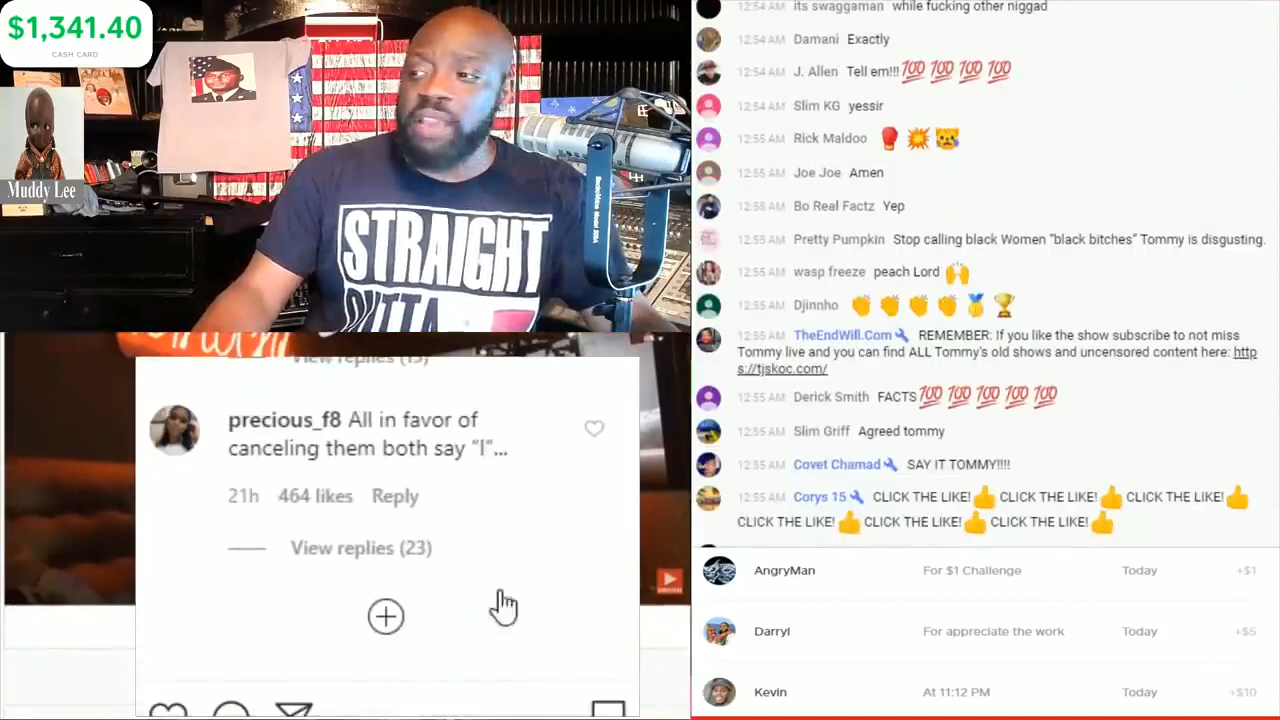 $1,341.40
CASH CARD
Muddy Lee
STRAIGHT
OUTTA
View replies (15)
precious_f8 All in favor of
canceling them both say "I"...
21h 464 likes Reply
View replies (23)
12:54 AM its swaggaman while fucking other niggad
12:54 AM Damani Exactly
12:54 AM J. Allen Tell em!!!💯 💯 💯 💯
12:54 AM Slim KG yessir
12:55 AM Rick Maldoo 🥊 💥 😿
12:55 AM Joe Joe Amen
12:55 AM Bo Real Factz Yep
12:55 AM Pretty Pumpkin Stop calling black Women “black bitches” Tommy is disgusting.
12:55 AM wasp freeze peach Lord 🙌
12:55 AM Djinnho 👏 👏 👏 👏 🥇 🏆
12:55 AM TheEndWill.Com 🔧 REMEMBER: If you like the show subscribe to not miss
Tommy live and you can find ALL Tommy's old shows and uncensored content here: http
s://tjskoc.com/
12:55 AM Derick Smith FACTS💯 💯 💯 💯 💯
12:55 AM Slim Griff Agreed tommy
12:55 AM Covet Chamad 🔧 SAY IT TOMMY!!!!
12:55 AM Corys 15 🔧 CLICK THE LIKE!👍 CLICK THE LIKE!👍 CLICK THE LIKE!👍
CLICK THE LIKE!👍 CLICK THE LIKE!👍 CLICK THE LIKE!👍
AngryMan For $1 Challenge Today +$1
Darryl For appreciate the work Today +$5
Kevin At 11:12 PM Today +$10